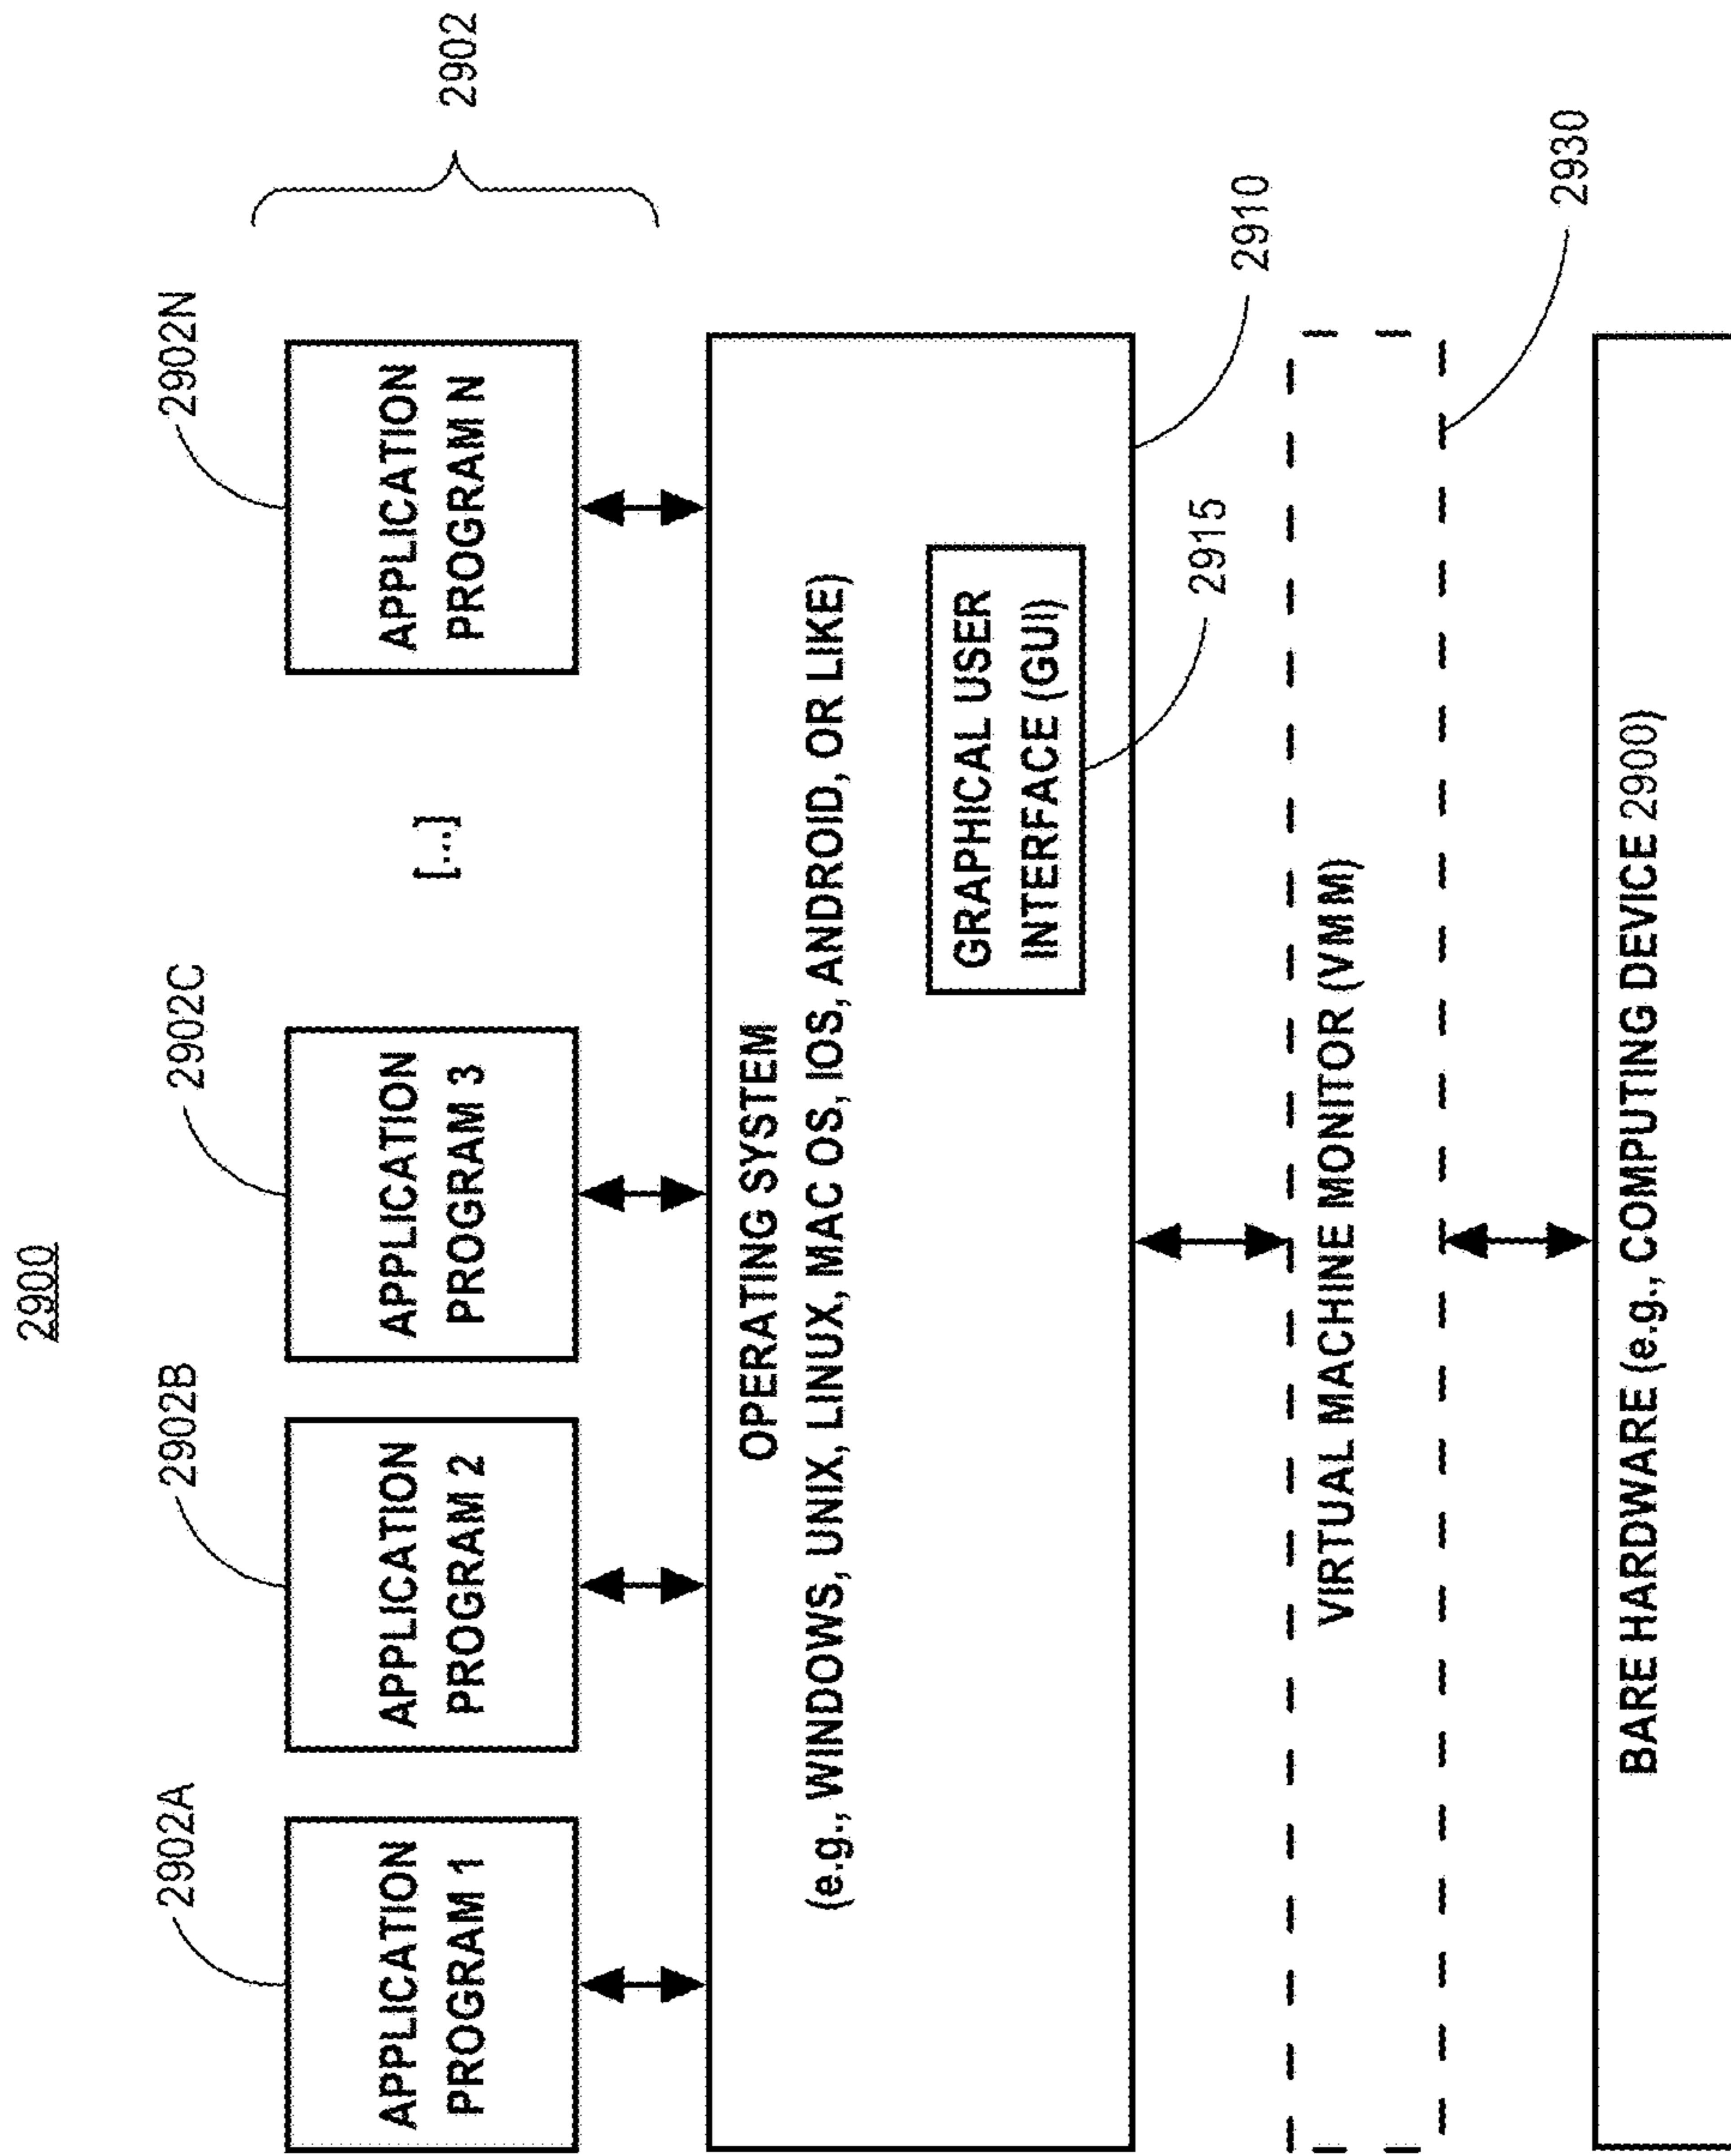 2900
2902A
2902B
2902C
2902N
2902
APPLICATION
PROGRAM 1
APPLICATION
PROGRAM 2
APPLICATION
PROGRAM 3
[...]
APPLICATION
PROGRAM N
OPERATING SYSTEM
(e.g., WINDOWS, UNIX, LINUX, MAC OS, IOS, ANDROID, OR LIKE)
GRAPHICAL USER
INTERFACE (GUI)
2915
2910
VIRTUAL MACHINE MONITOR (VMM)
2930
BARE HARDWARE (e.g., COMPUTING DEVICE 2900)